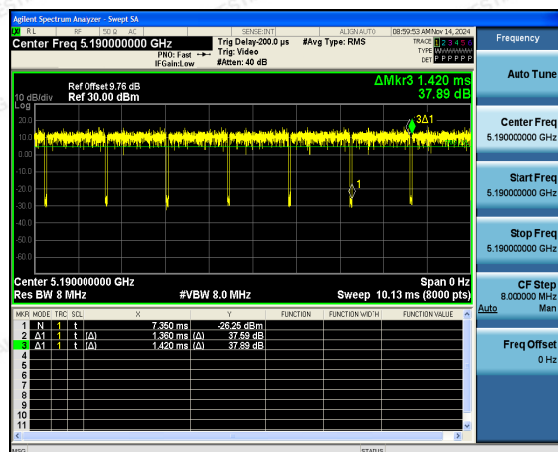 Agilent Spectrum Analyzer - Swept SA
RL RF 50 Ω AC SENSE:INT ALIGN AUTO 08:59:53 AM Nov 14, 2024
Center Freq 5.190000000 GHz
PNO: Fast
IFGain:Low
Trig Delay-200.0 µs
Trig: Video
#Atten: 40 dB
#Avg Type: RMS
TRACE 1 2 3 4 5 6
TYPE
DET P P P P P P
Ref Offset 9.76 dB
Ref 30.00 dBm
10 dB/div
Log
ΔMkr3 1.420 ms
37.89 dB
20.0
10.0
0.00
-10.0
-20.0
-30.0
-40.0
-50.0
-60.0
3Δ1
1
Center 5.190000000 GHz
Span 0 Hz
Res BW 8 MHz
#VBW 8.0 MHz
Sweep 10.13 ms (8000 pts)
MKR MODE TRC SCL X Y FUNCTION FUNCTION WIDTH FUNCTION VALUE
1 N 1 t 7.350 ms -26.25 dBm
2 Δ1 1 t (Δ) 1.360 ms (Δ) 37.59 dB
3 Δ1 1 t (Δ) 1.420 ms (Δ) 37.89 dB
4
5
6
7
8
9
10
11
MSG
STATUS
Frequency
Auto Tune
Center Freq
5.190000000 GHz
Start Freq
5.190000000 GHz
Stop Freq
5.190000000 GHz
CF Step
8.000000 MHz
Auto Man
Freq Offset
0 Hz